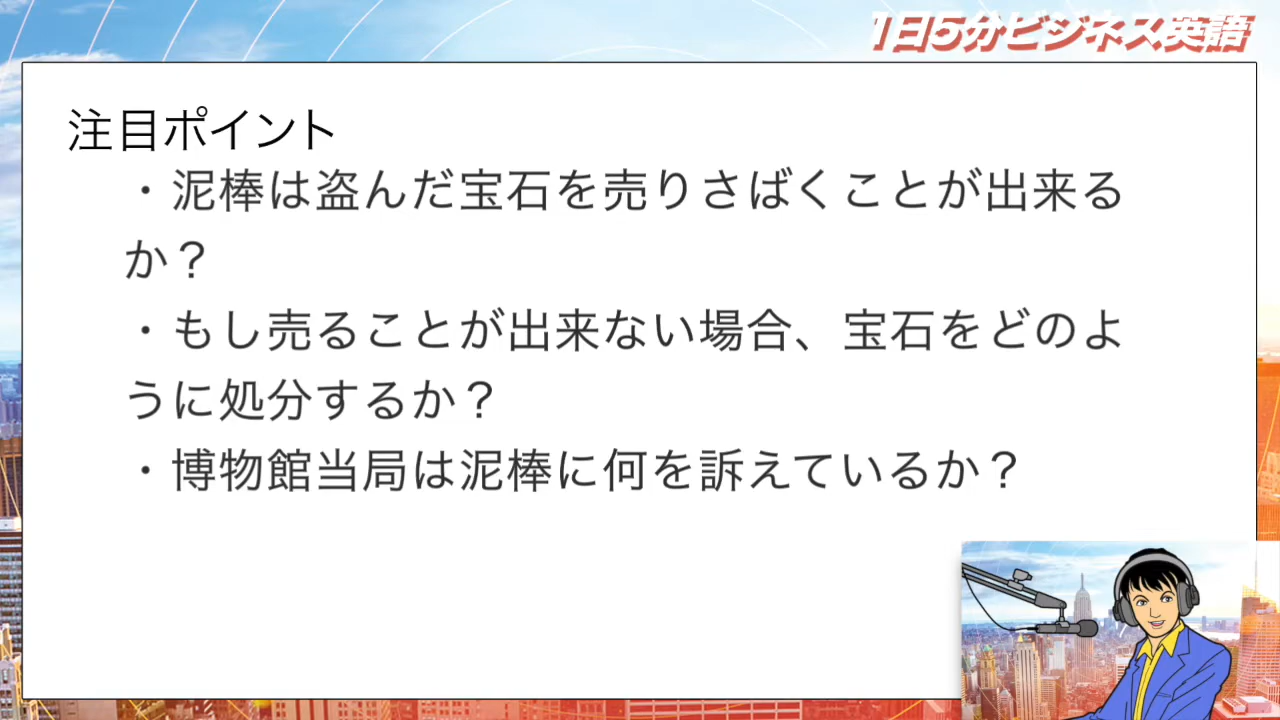 1日5分ビジネス英語
注目ポイント
・泥棒は盗んだ宝石を売りさばくことが出来る
か？
・もし売ることが出来ない場合、宝石をどのよ
うに処分するか？
・博物館当局は泥棒に何を訴えているか？